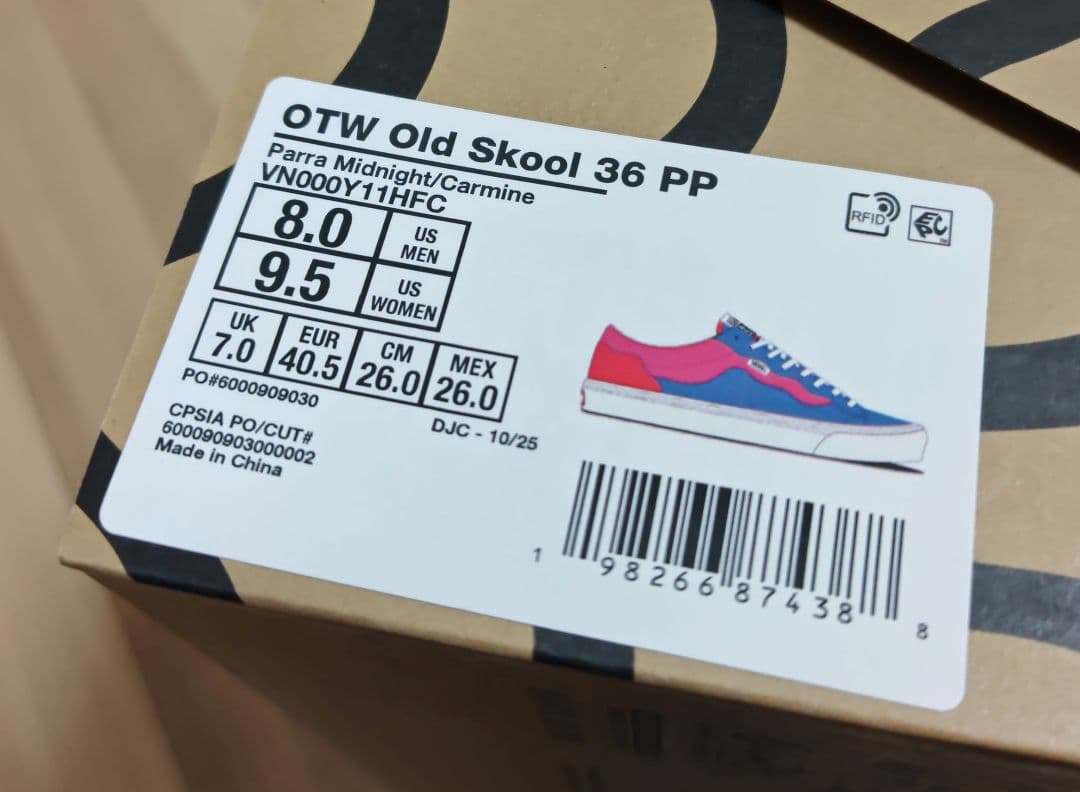 OTW Old Skool 36 PP
Parra Midnight/Carmine
VN000Y11HFC
8.0 US MEN
9.5 US WOMEN
UK EUR CM MEX
7.0 40.5 26.0 26.0
PO#6000909030
DJC - 10/25
CPSIA PO/CUT#
600090903000002
Made in China
RFID
EPC
1 98266 87438 8